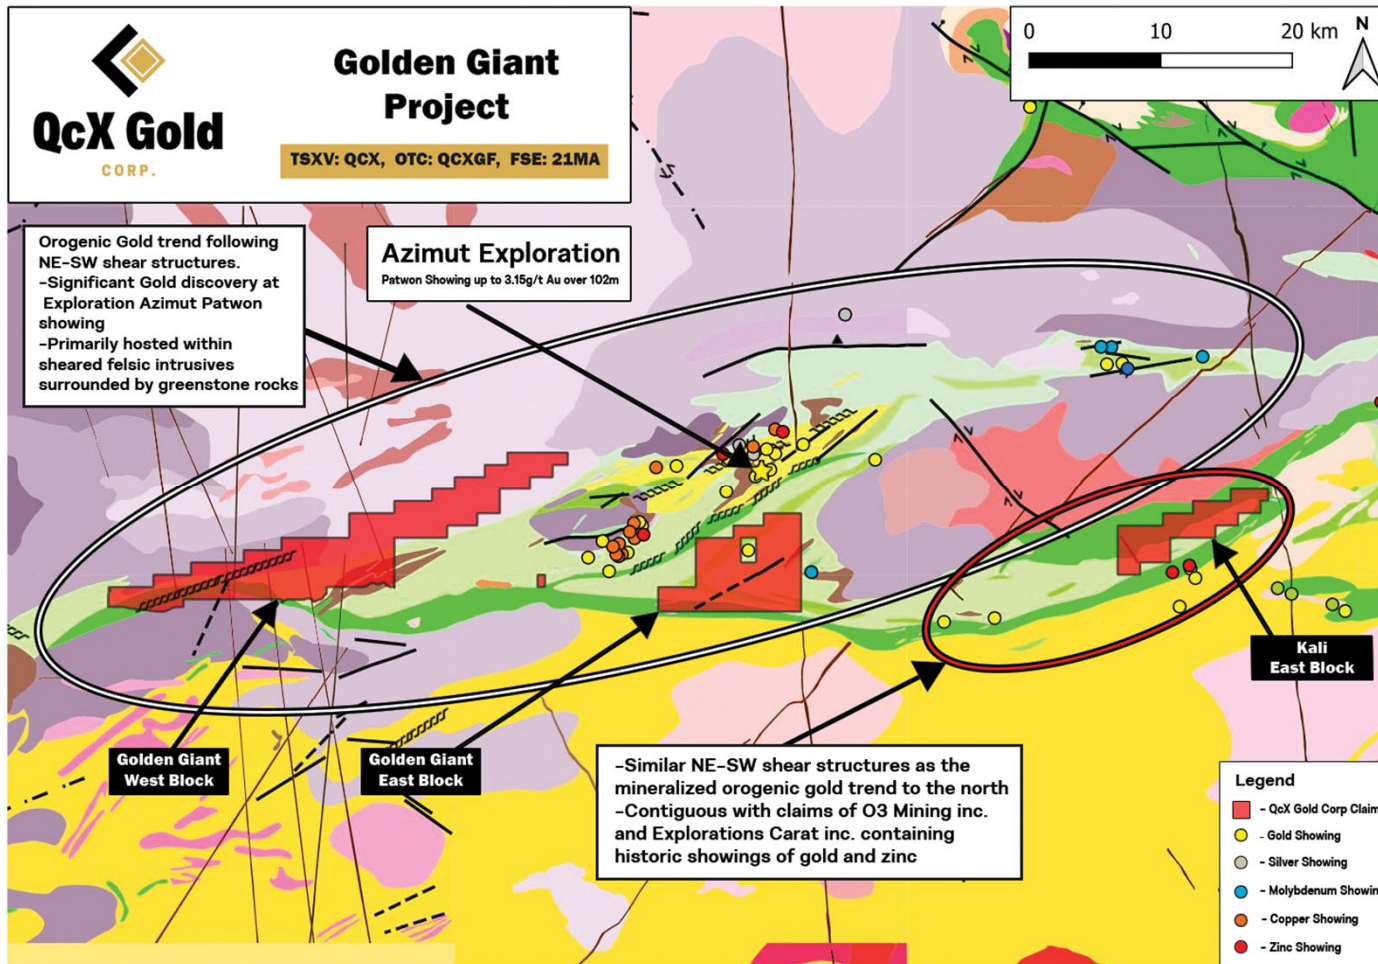 QcX Gold
CORP.
Golden Giant
Project
TSXV: QCX, OTC: QCXGF, FSE: 21MA
0 10 20 km
N
Orogenic Gold trend following
NE-SW shear structures.
-Significant Gold discovery at
Exploration Azimut Patwon
showing
-Primarily hosted within
sheared felsic intrusives
surrounded by greenstone rocks
Azimut Exploration
Patwon Showing up to 3.15g/t Au over 102m
Kali
East Block
Golden Giant
West Block
Golden Giant
East Block
-Similar NE-SW shear structures as the
mineralized orogenic gold trend to the north
-Contiguous with claims of O3 Mining inc.
and Explorations Carat inc. containing
historic showings of gold and zinc
Legend
- QcX Gold Corp Claim
- Gold Showing
- Silver Showing
- Molybdenum Showin
- Copper Showing
- Zinc Showing